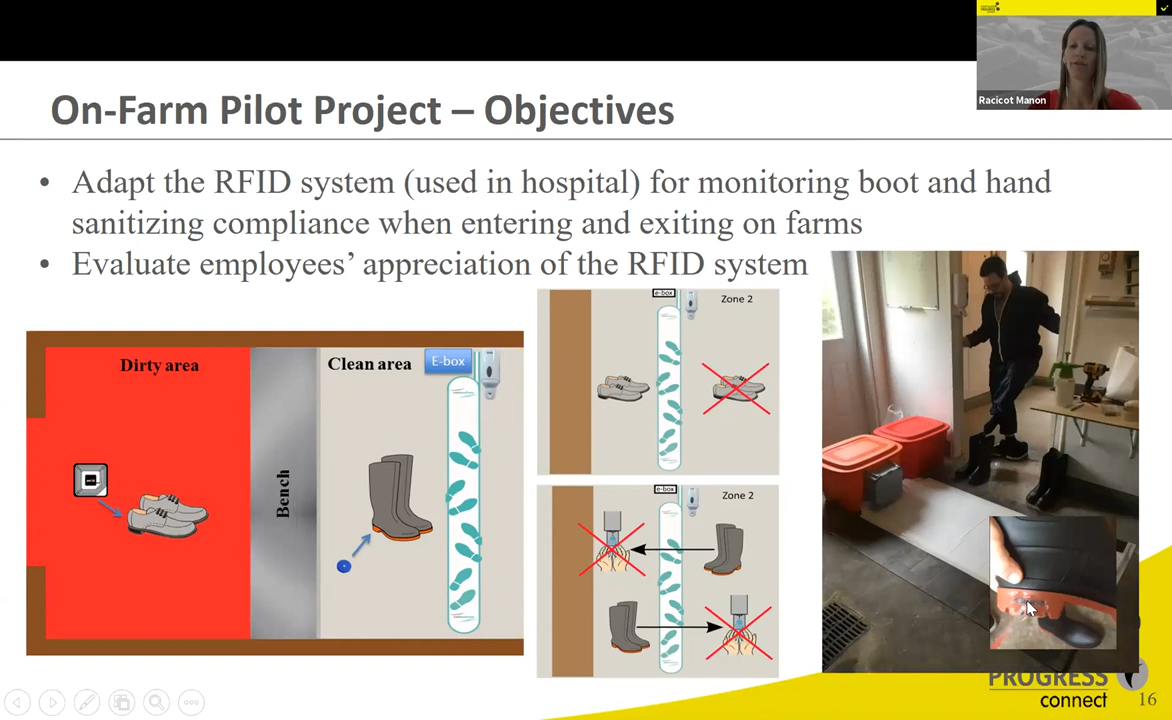 Racicot Manon
On-Farm Pilot Project – Objectives
• Adapt the RFID system (used in hospital) for monitoring boot and hand
sanitizing compliance when entering and exiting on farms
• Evaluate employees’ appreciation of the RFID system
Dirty area
Clean area
E-box
Bench
e-box
Zone 2
e-box
Zone 2
PROGRESS
connect
16